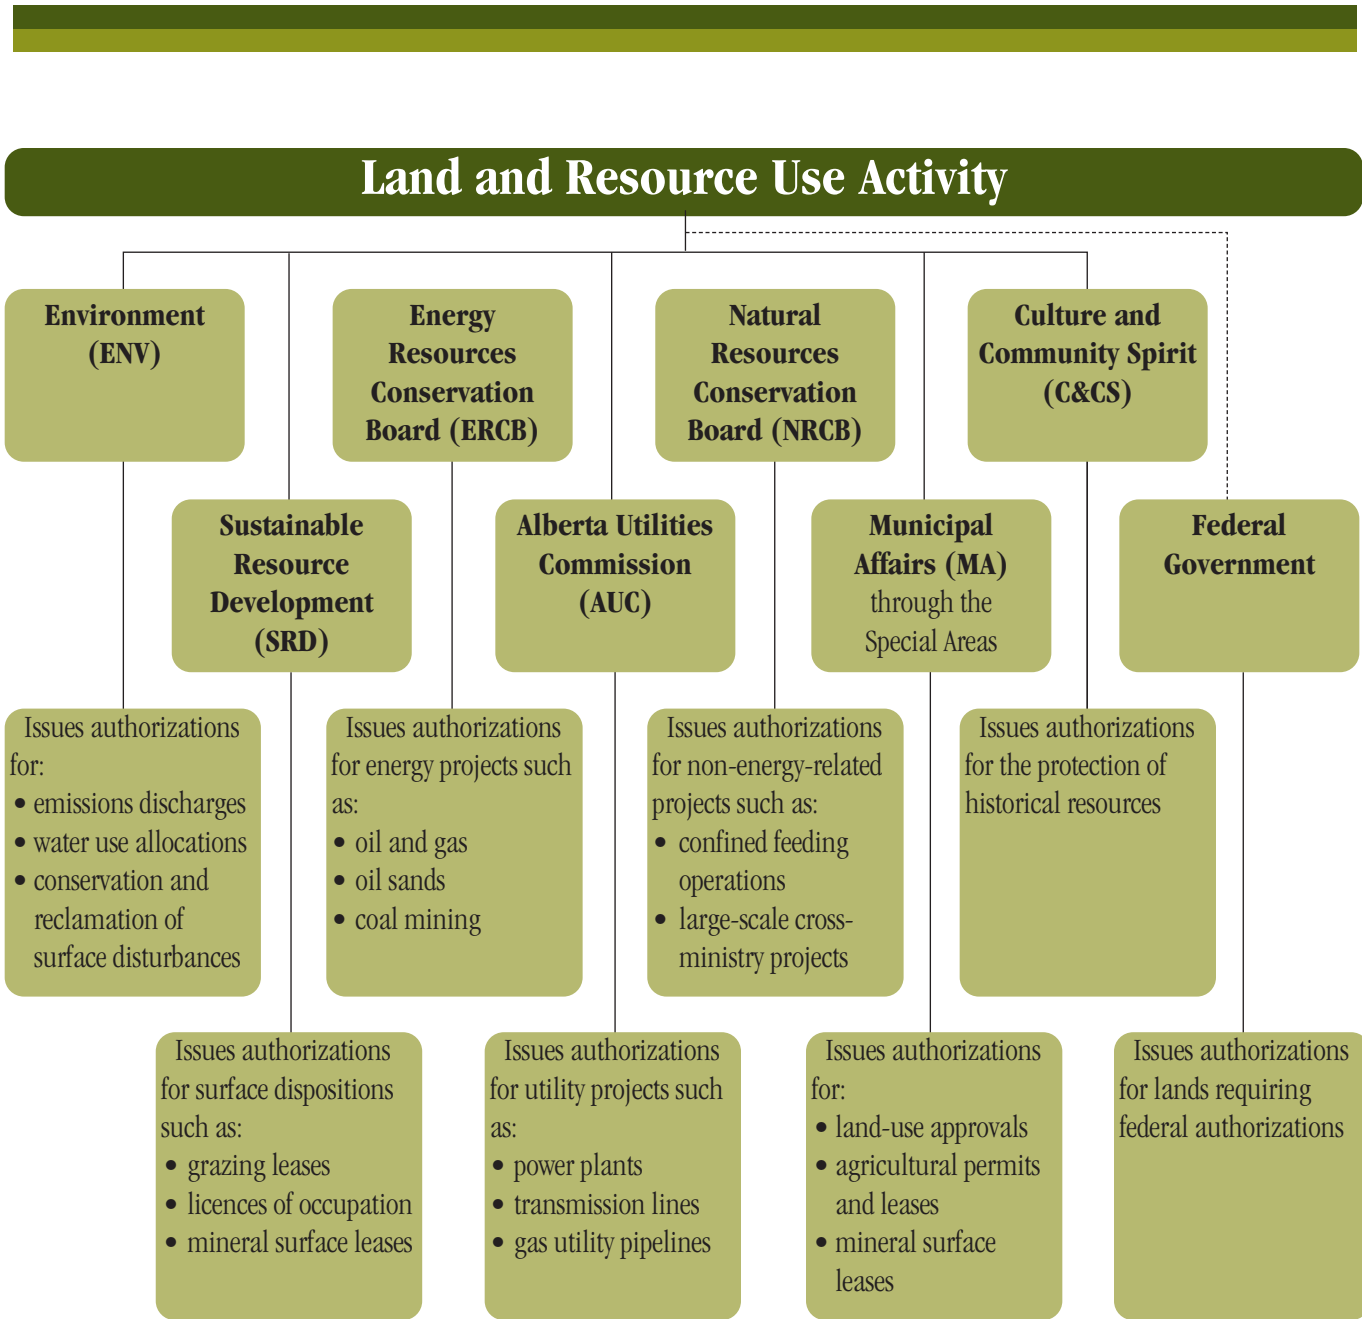 Land and Resource Use Activity
Environment
(ENV)
Energy
Resources
Conservation
Board (ERCB)
Natural
Resources
Conservation
Board (NRCB)
Culture and
Community Spirit
(C&CS)
Sustainable
Resource
Development
(SRD)
Alberta Utilities
Commission
(AUC)
Municipal
Affairs (MA)
through the
Special Areas
Federal
Government
Issues authorizations
for:
• emissions discharges
• water use allocations
• conservation and
reclamation of
surface disturbances
Issues authorizations
for energy projects such
as:
• oil and gas
• oil sands
• coal mining
Issues authorizations
for non-energy-related
projects such as:
• confined feeding
operations
• large-scale cross-
ministry projects
Issues authorizations
for the protection of
historical resources
Issues authorizations
for surface dispositions
such as:
• grazing leases
• licences of occupation
• mineral surface leases
Issues authorizations
for utility projects such
as:
• power plants
• transmission lines
• gas utility pipelines
Issues authorizations
for:
• land-use approvals
• agricultural permits
and leases
• mineral surface
leases
Issues authorizations
for lands requiring
federal authorizations